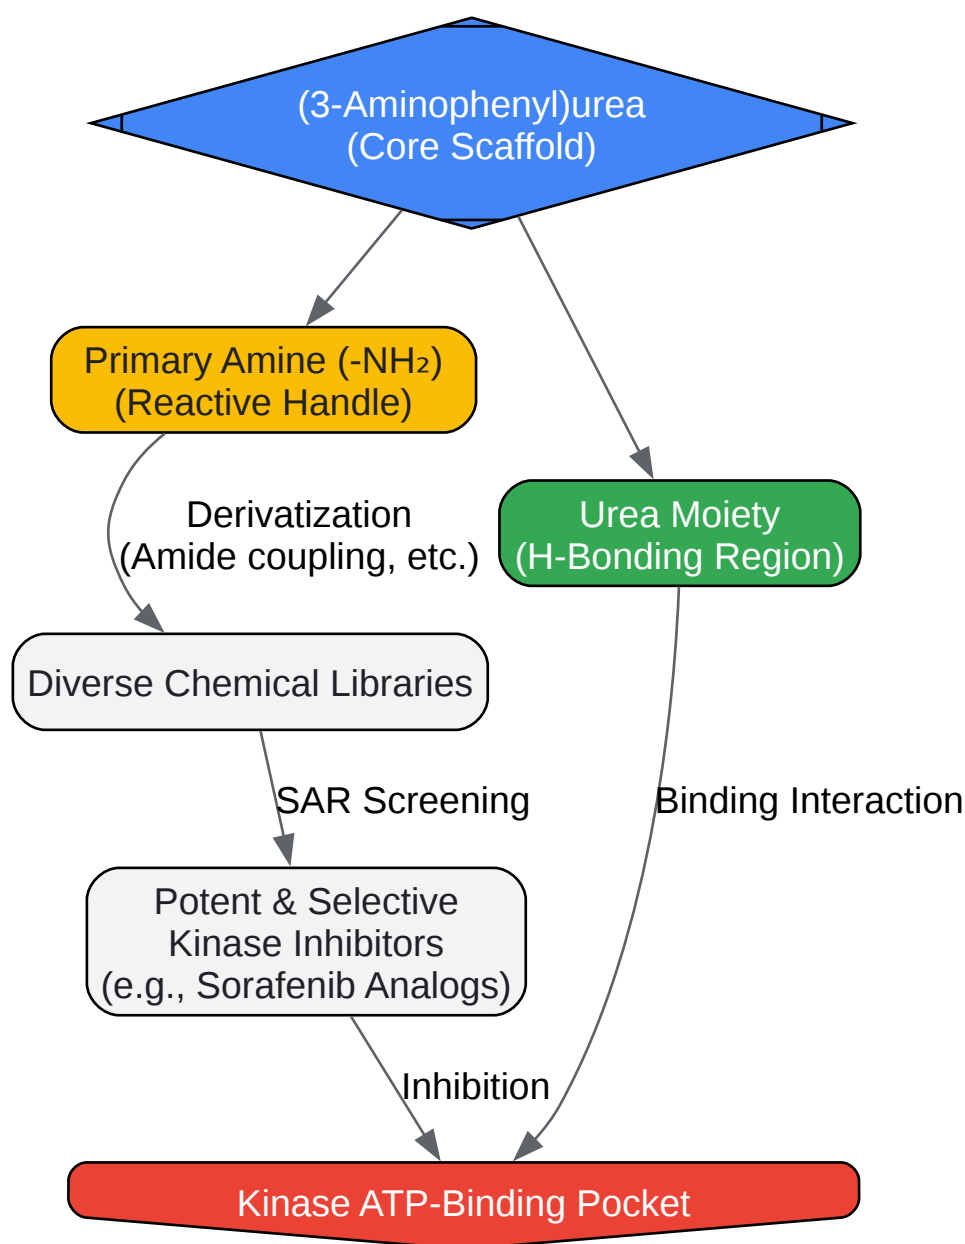 (3-Aminophenyl)urea
(Core Scaffold)
Primary Amine (-NH₂)
(Reactive Handle)
Derivatization
(Amide coupling, etc.)
Urea Moiety
(H-Bonding Region)
Diverse Chemical Libraries
SAR Screening
Binding Interaction
Potent & Selective
Kinase Inhibitors
(e.g., Sorafenib Analogs)
Inhibition
Kinase ATP-Binding Pocket